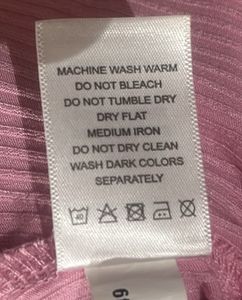 MACHINE WASH WARM
DO NOT BLEACH
DO NOT TUMBLE DRY
DRY FLAT
MEDIUM IRON
DO NOT DRY CLEAN
WASH DARK COLORS
SEPARATELY
40